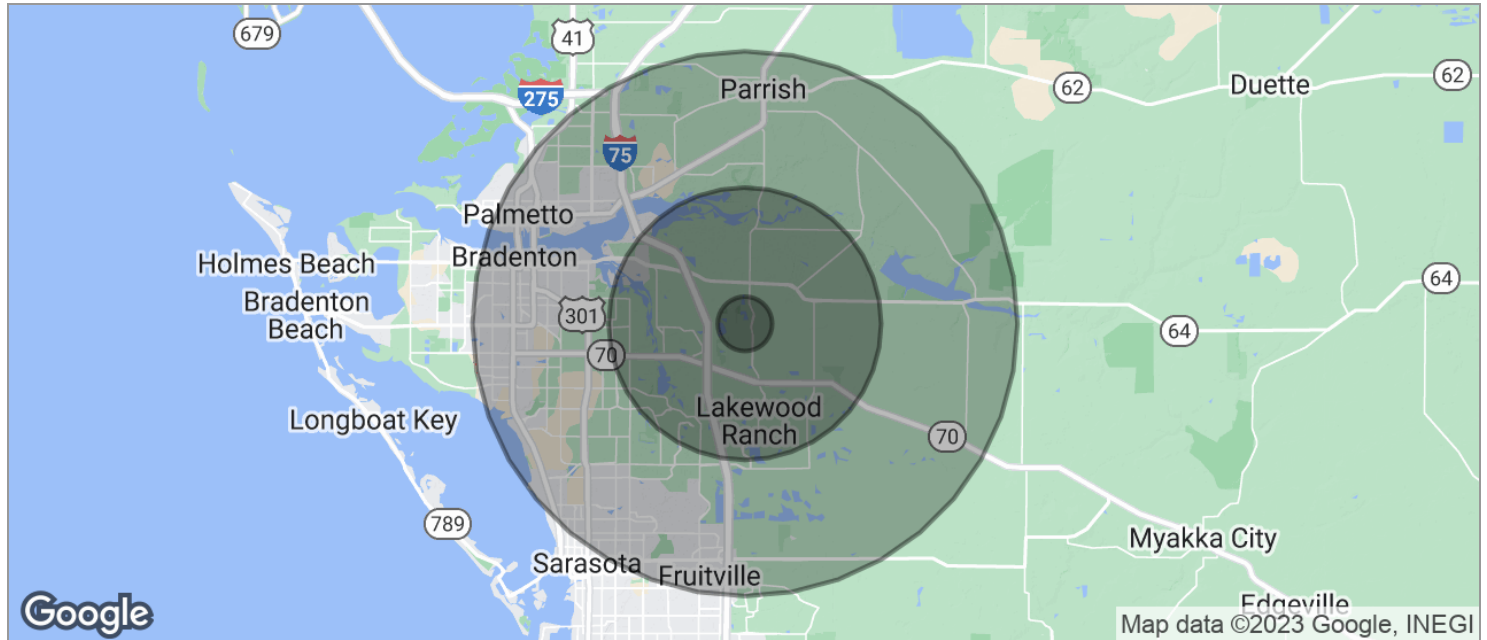 679
41
275
75
Parrish
62
Duette
62
Palmetto
Bradenton
Holmes Beach
Bradenton
Beach
301
70
64
64
Lakewood
Ranch
Longboat Key
70
789
Myakka City
Sarasota
Fruitville
Edgeville
Google
Map data ©2023 Google, INEGI